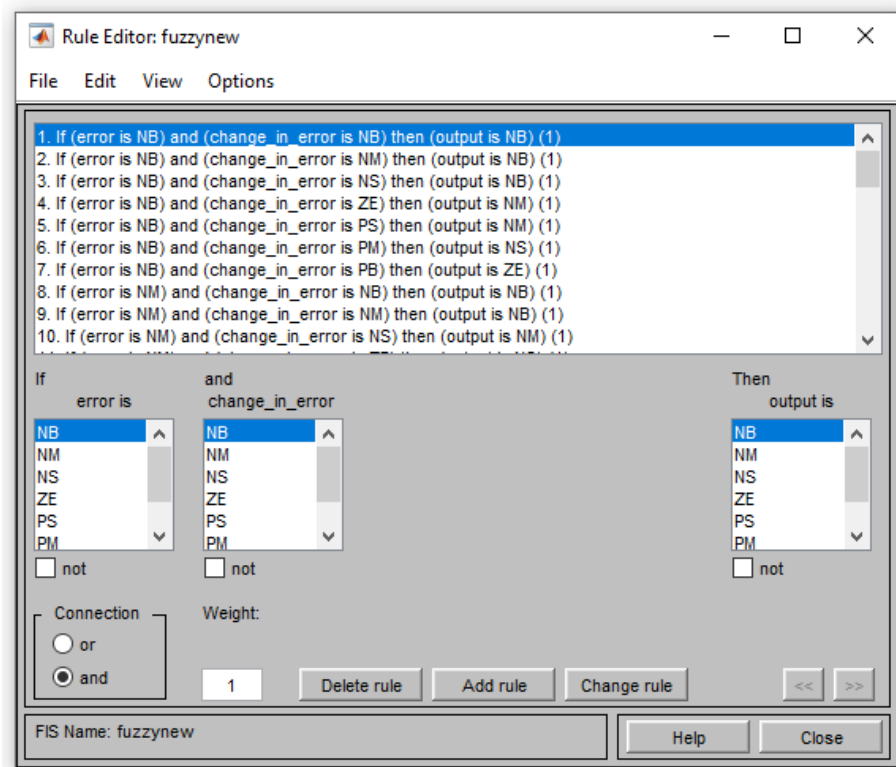 Rule Editor: fuzzynew
File Edit View Options
1. If (error is NB) and (change_in_error is NB) then (output is NB) (1)
2. If (error is NB) and (change_in_error is NM) then (output is NB) (1)
3. If (error is NB) and (change_in_error is NS) then (output is NB) (1)
4. If (error is NB) and (change_in_error is ZE) then (output is NM) (1)
5. If (error is NB) and (change_in_error is PS) then (output is NM) (1)
6. If (error is NB) and (change_in_error is PM) then (output is NS) (1)
7. If (error is NB) and (change_in_error is PB) then (output is ZE) (1)
8. If (error is NM) and (change_in_error is NB) then (output is NB) (1)
9. If (error is NM) and (change_in_error is NM) then (output is NB) (1)
10. If (error is NM) and (change_in_error is NS) then (output is NM) (1)
If and Then
error is change_in_error output is
NB NB NB
NM NM NM
NS NS NS
ZE ZE ZE
PS PS PS
PM PM PM
not not not
Connection Weight:
or
and 1 Delete rule Add rule Change rule << >>
FIS Name: fuzzynew Help Close